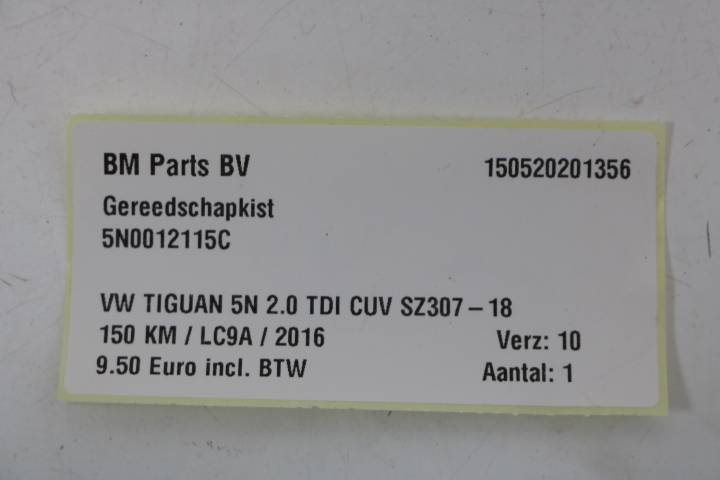 BM Parts BV 150520201356
Gereedschapkist
5N0012115C
VW TIGUAN 5N 2.0 TDI CUV SZ307 – 18
150 KM / LC9A / 2016 Verz: 10
9.50 Euro incl. BTW Aantal: 1